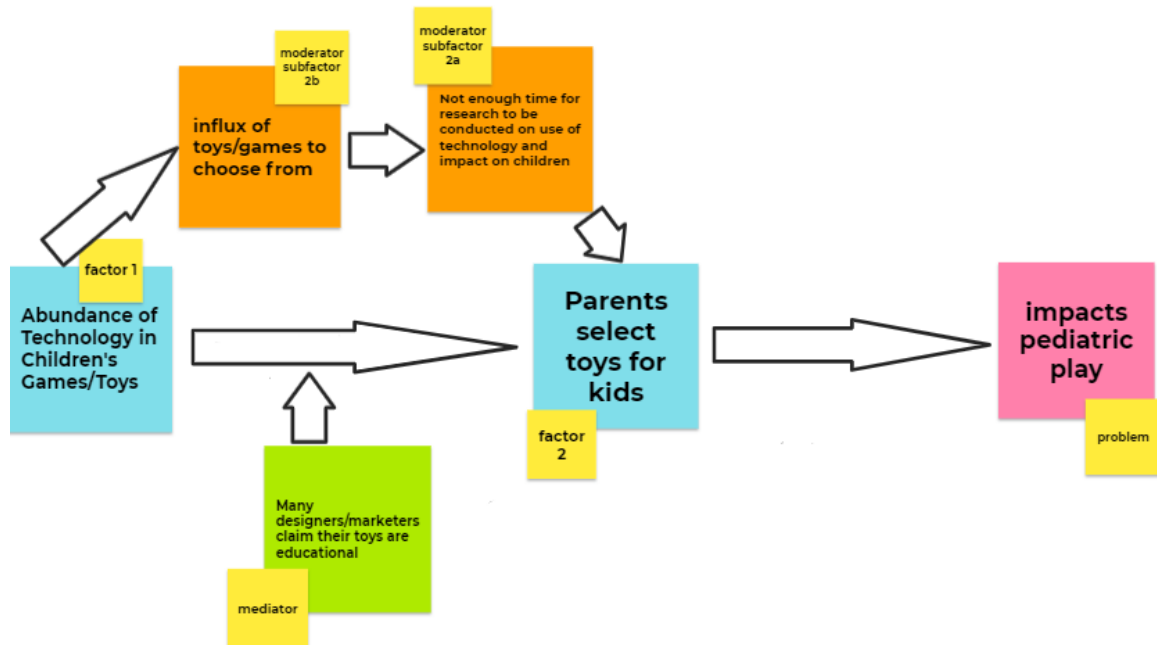 moderator
subfactor
2b
influx of
toys/games to
choose from
moderator
subfactor
2a
Not enough time for
research to be
conducted on use of
technology and
impact on children
factor 1
Abundance of
Technology in
Children's
Games/Toys
Parents
select
toys for
kids
factor
2
impacts
pediatric
play
problem
Many
designers/marketers
claim their toys are
educational
mediator